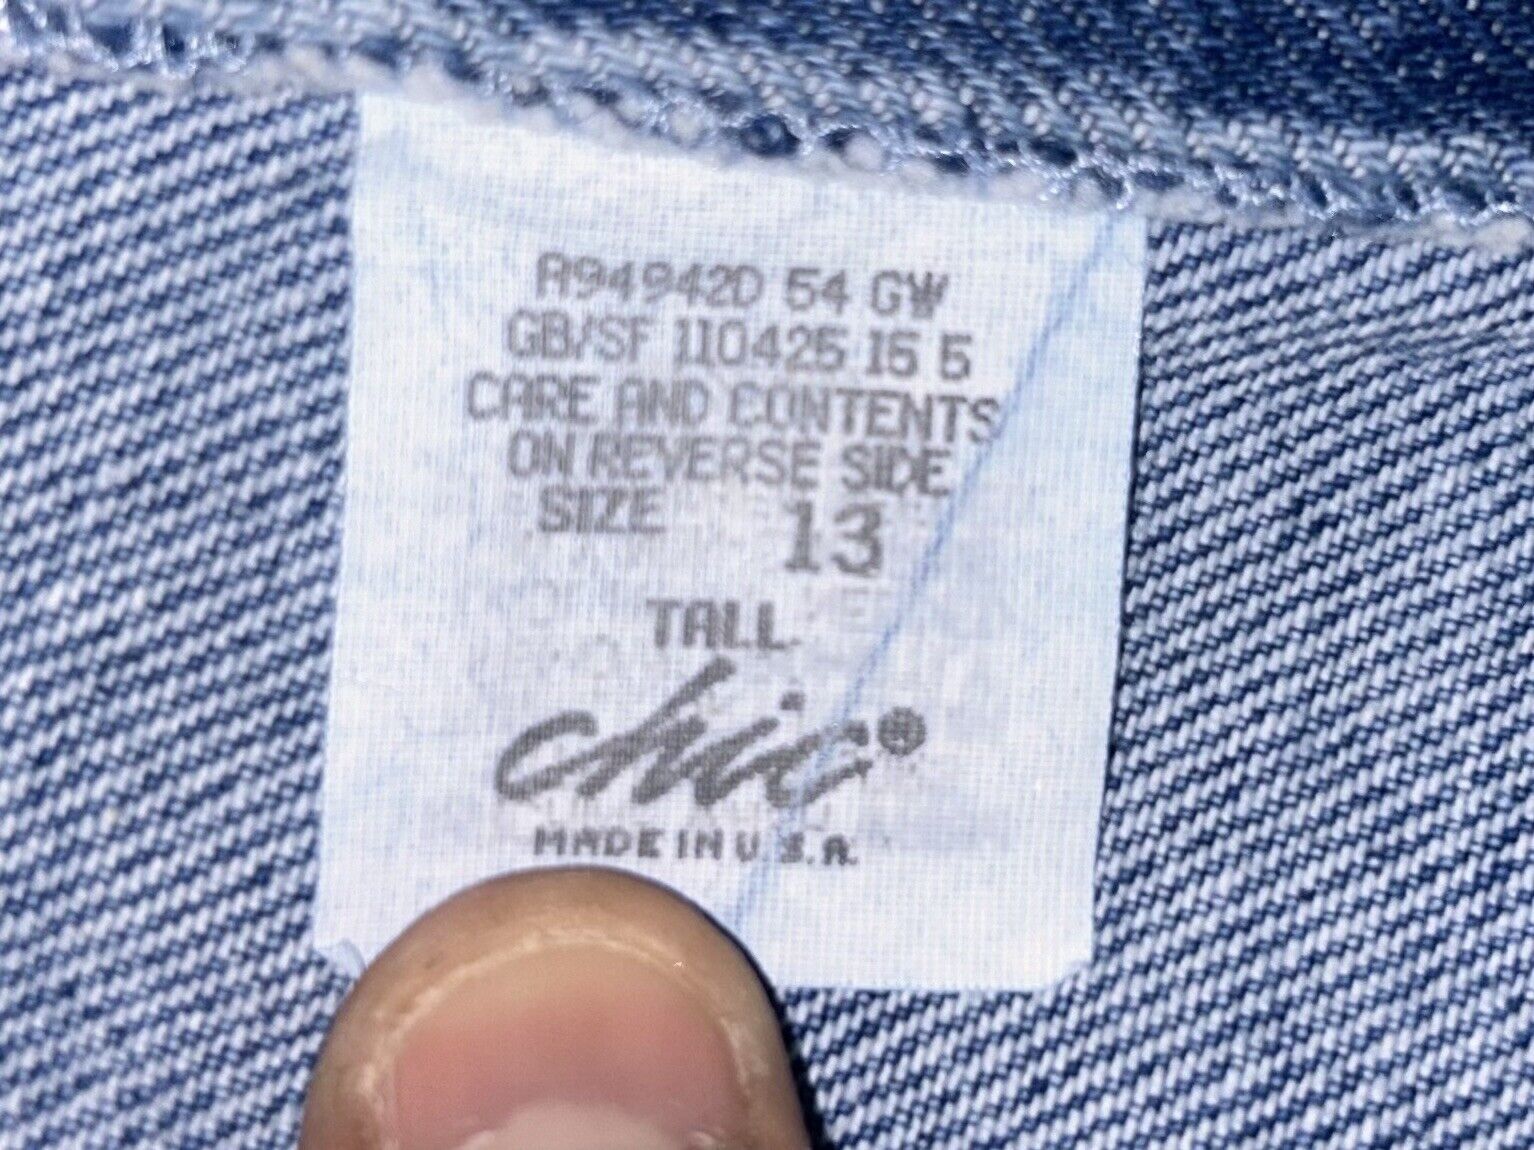 A94942D 54 GW
GB/SF 110425 15 5
CARE AND CONTENTS
ON REVERSE SIDE
SIZE 13
TALL
chic®
MADE IN U.S.A.